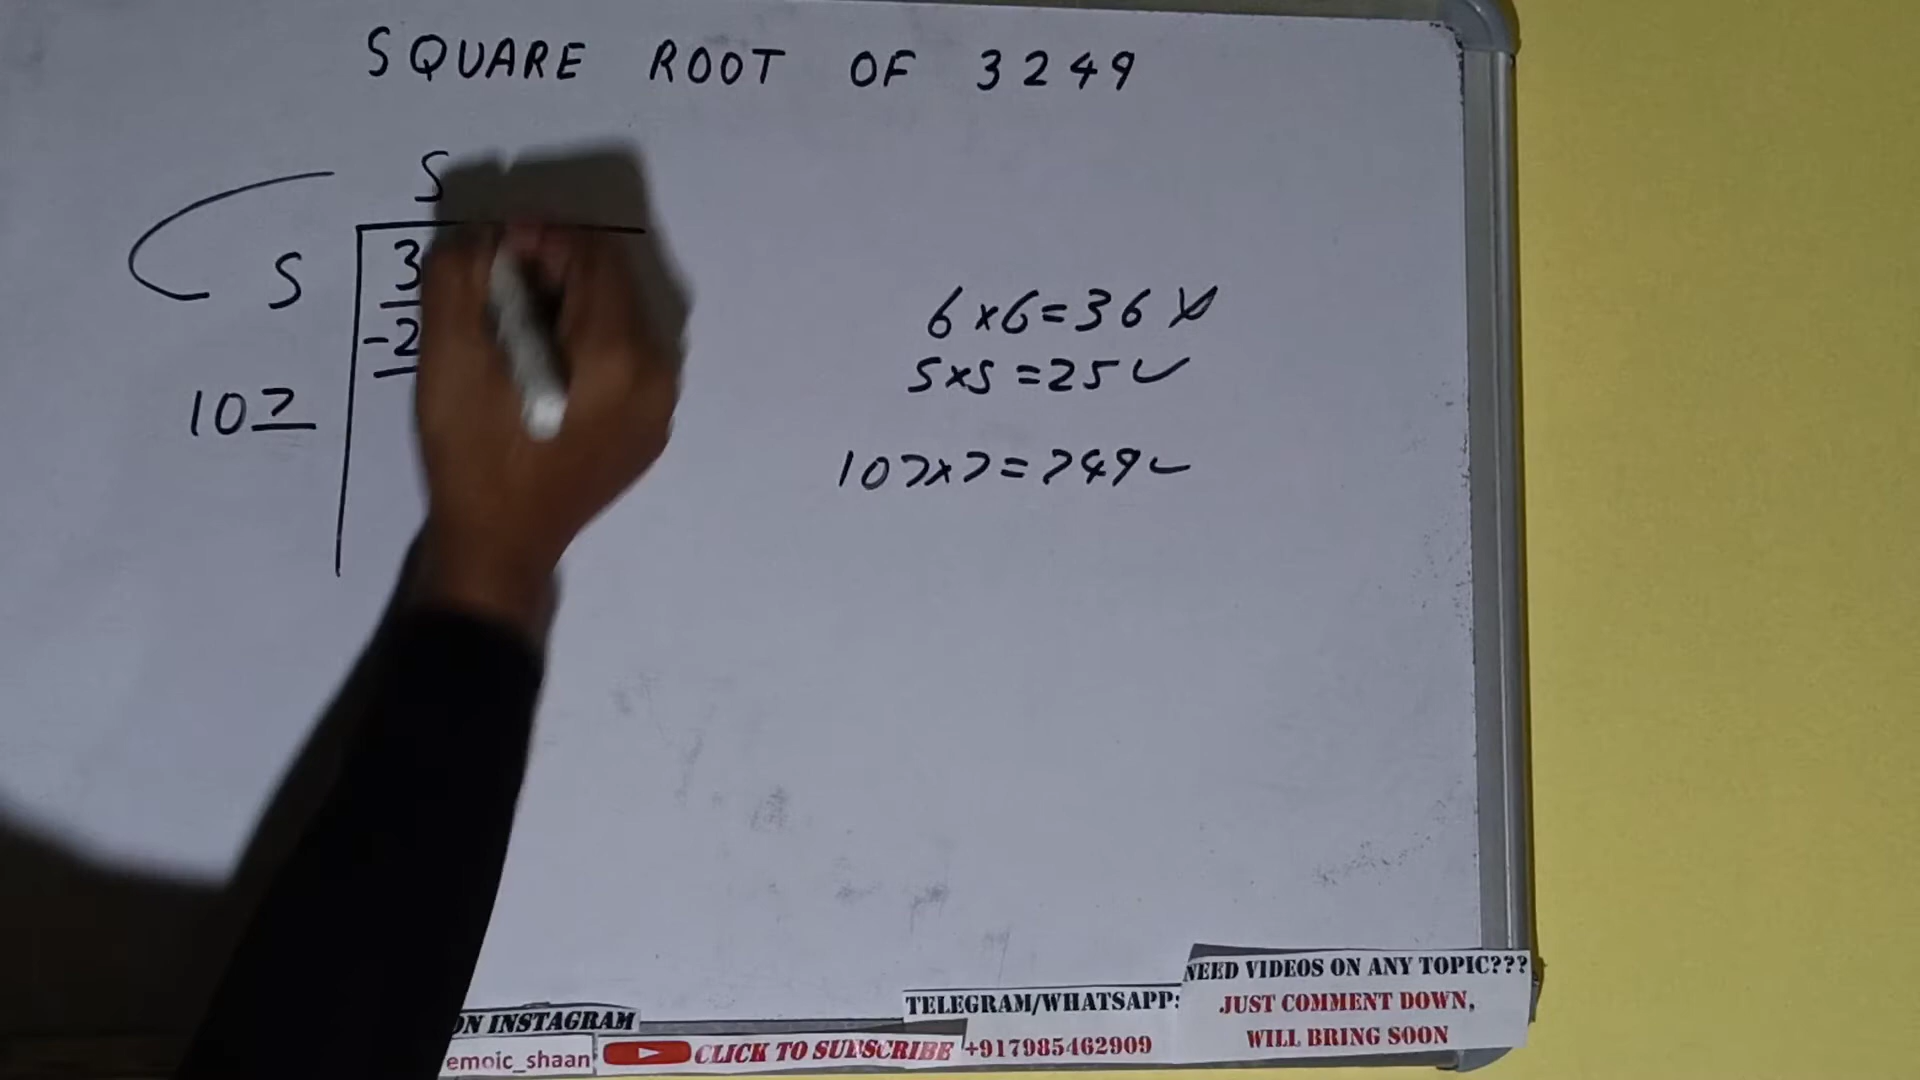 SQUARE ROOT OF 3249
5
5 3
-2
107
6×6=36 ×
5×5=25 ✓
107×7=749 ✓
NEED VIDEOS ON ANY TOPIC???
JUST COMMENT DOWN,
WILL BRING SOON
TELEGRAM/WHATSAPP:
+917985462909
ON INSTAGRAM
emoic_shaan
CLICK TO SUBSCRIBE